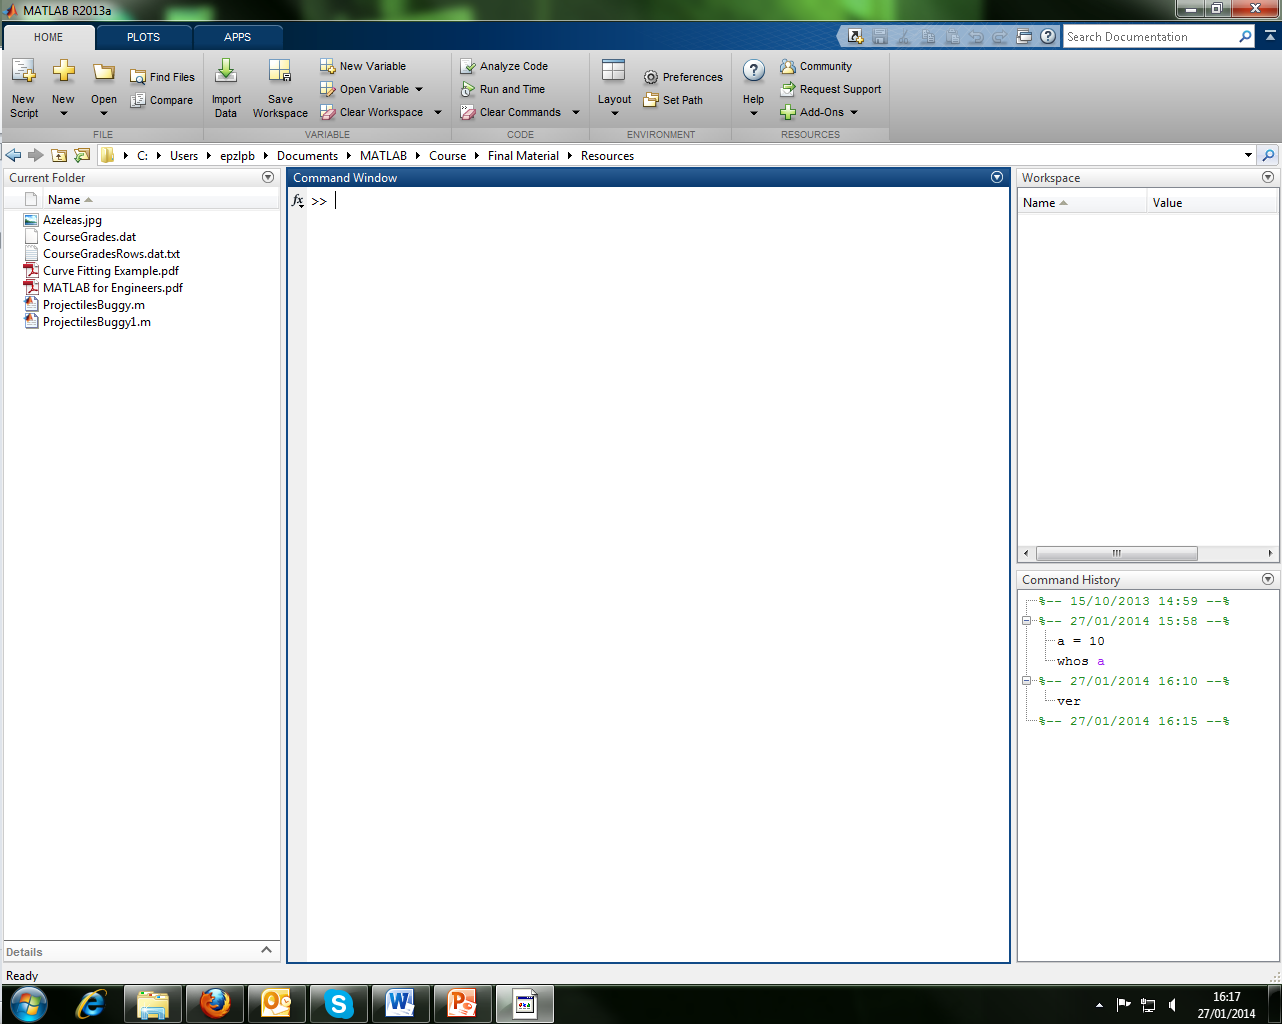 MATLAB R2013a
HOME PLOTS APPS
Search Documentation
New Script
New
Open
Find Files
Compare
FILE
Import Data
Save Workspace
New Variable
Open Variable
Clear Workspace
VARIABLE
Analyze Code
Run and Time
Clear Commands
CODE
Layout
Preferences
Set Path
ENVIRONMENT
Help
Community
Request Support
Add-Ons
RESOURCES
C: Users epzlpb Documents MATLAB Course Final Material Resources
Current Folder
Name
Azeleas.jpg
CourseGrades.dat
CourseGradesRows.dat.txt
Curve Fitting Example.pdf
MATLAB for Engineers.pdf
ProjectilesBuggy.m
ProjectilesBuggy1.m
Details
Command Window
fx >>
Workspace
Name Value
Command History
%-- 15/10/2013 14:59 --%
%-- 27/01/2014 15:58 --%
a = 10
whos a
%-- 27/01/2014 16:10 --%
ver
%-- 27/01/2014 16:15 --%
Ready
16:17
27/01/2014